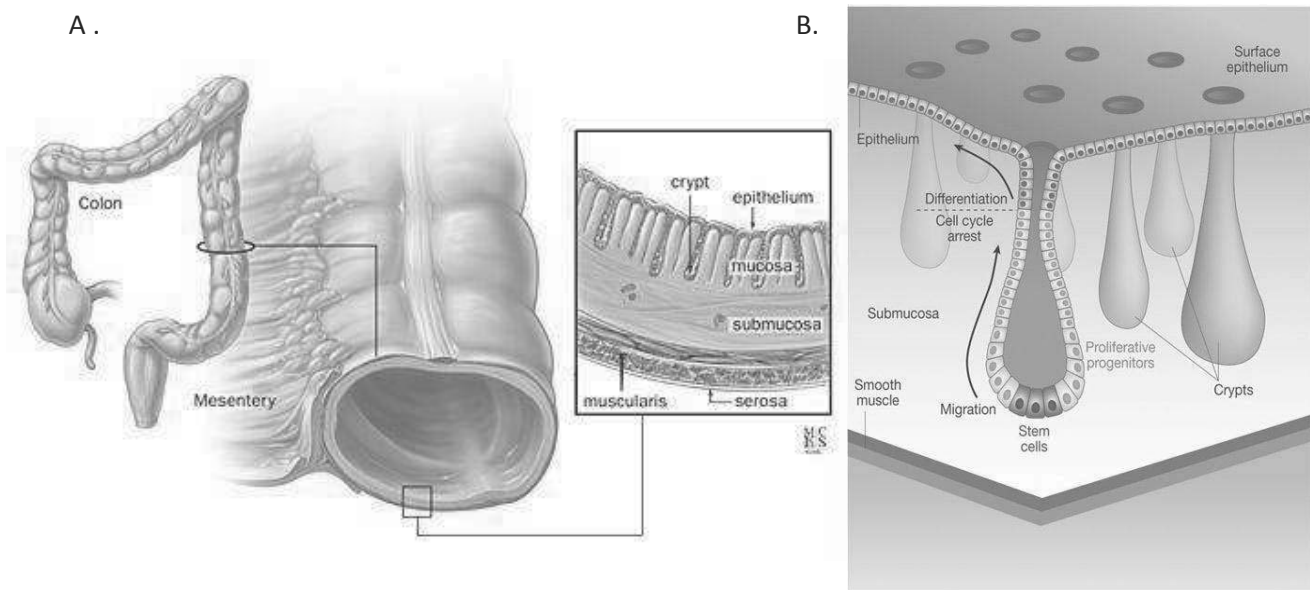 A .
Colon
Mesentery
crypt
epithelium
mucosa
submucosa
muscularis
serosa
B.
Surface
epithelium
Epithelium
Differentiation
Cell cycle
arrest
Submucosa
Proliferative
progenitors
Crypts
Smooth
muscle
Migration
Stem
cells